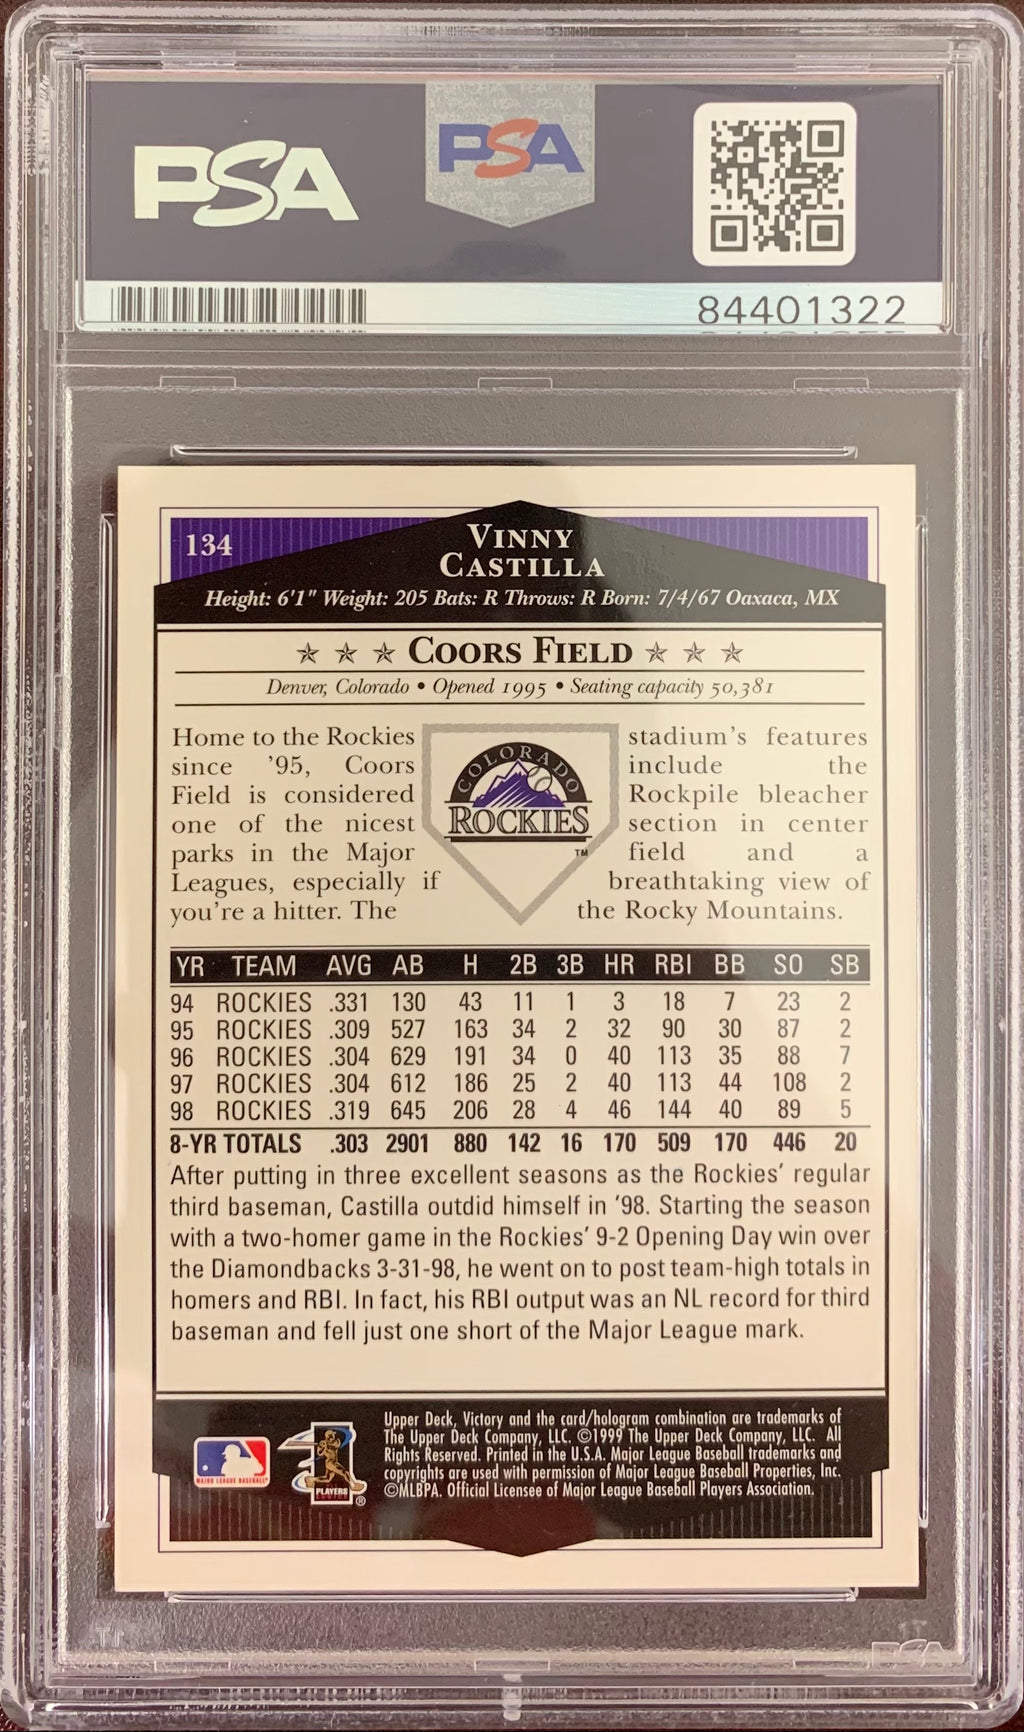 PSA
PSA
84401322
134
VINNY
CASTILLA
Height: 6'1" Weight: 205 Bats: R Throws: R Born: 7/4/67 Oaxaca, MX
COORS FIELD
Denver, Colorado • Opened 1995 • Seating capacity 50,381
Home to the Rockies
since '95, Coors
Field is considered
one of the nicest
parks in the Major
Leagues, especially if
you're a hitter. The
COLORADO
ROCKIES
TM
stadium's features
include the
Rockpile bleacher
section in center
field and a
breathtaking view of
the Rocky Mountains.
YR TEAM AVG AB H 2B 3B HR RBI BB SO SB
94 ROCKIES .331 130 43 11 1 3 18 7 23 2
95 ROCKIES .309 527 163 34 2 32 90 30 87 2
96 ROCKIES .304 629 191 34 0 40 113 35 88 7
97 ROCKIES .304 612 186 25 2 40 113 44 108 2
98 ROCKIES .319 645 206 28 4 46 144 40 89 5
8-YR TOTALS .303 2901 880 142 16 170 509 170 446 20
After putting in three excellent seasons as the Rockies' regular
third baseman, Castilla outdid himself in '98. Starting the season
with a two-homer game in the Rockies' 9-2 Opening Day win over
the Diamondbacks 3-31-98, he went on to post team-high totals in
homers and RBI. In fact, his RBI output was an NL record for third
baseman and fell just one short of the Major League mark.
MAJOR LEAGUE BASEBALL
PLAYERS
CHOICE
®
Upper Deck, Victory and the card/hologram combination are trademarks of
The Upper Deck Company, LLC. ©1999 The Upper Deck Company, LLC. All
Rights Reserved. Printed in the U.S.A. Major League Baseball trademarks and
copyrights are used with permission of Major League Baseball Properties, Inc.
©MLBPA. Official Licensee of Major League Baseball Players Association.
PSA